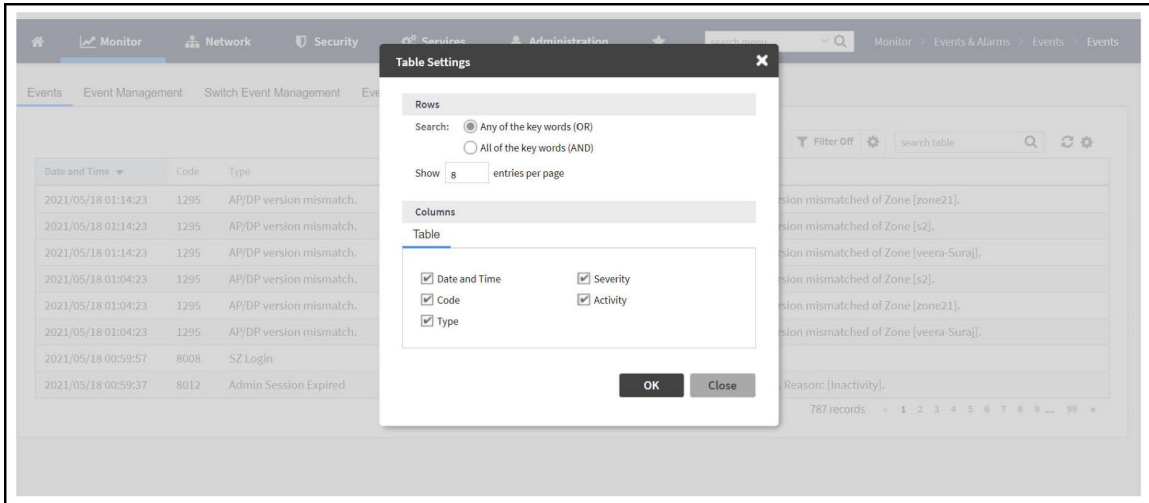 Monitor Network Security Services Administration search menu Monitor > Events & Alarms > Events > Events
Table Settings
Events Event Management Switch Event Management Eve
Rows
Search: Any of the key words (OR)
All of the key words (AND)
Filter Off search table
Show 8 entries per page
Date and Time Code Type
2021/05/18 01:14:23 1295 AP/DP version mismatch. sion mismatched of Zone [zone21].
Columns
2021/05/18 01:14:23 1295 AP/DP version mismatch. sion mismatched of Zone [s2].
Table
2021/05/18 01:14:23 1295 AP/DP version mismatch. sion mismatched of Zone [veera-Suraj].
Date and Time Severity
2021/05/18 01:04:23 1295 AP/DP version mismatch. sion mismatched of Zone [s2].
Code Activity
2021/05/18 01:04:23 1295 AP/DP version mismatch. sion mismatched of Zone [zone21].
Type
2021/05/18 01:04:23 1295 AP/DP version mismatch. sion mismatched of Zone [veera-Suraj].
2021/05/18 00:59:57 8008 SZ Login
2021/05/18 00:59:37 8012 Admin Session Expired Reason: [Inactivity].
OK Close
787 records « 1 2 3 4 5 6 7 8 9 ... 99 »